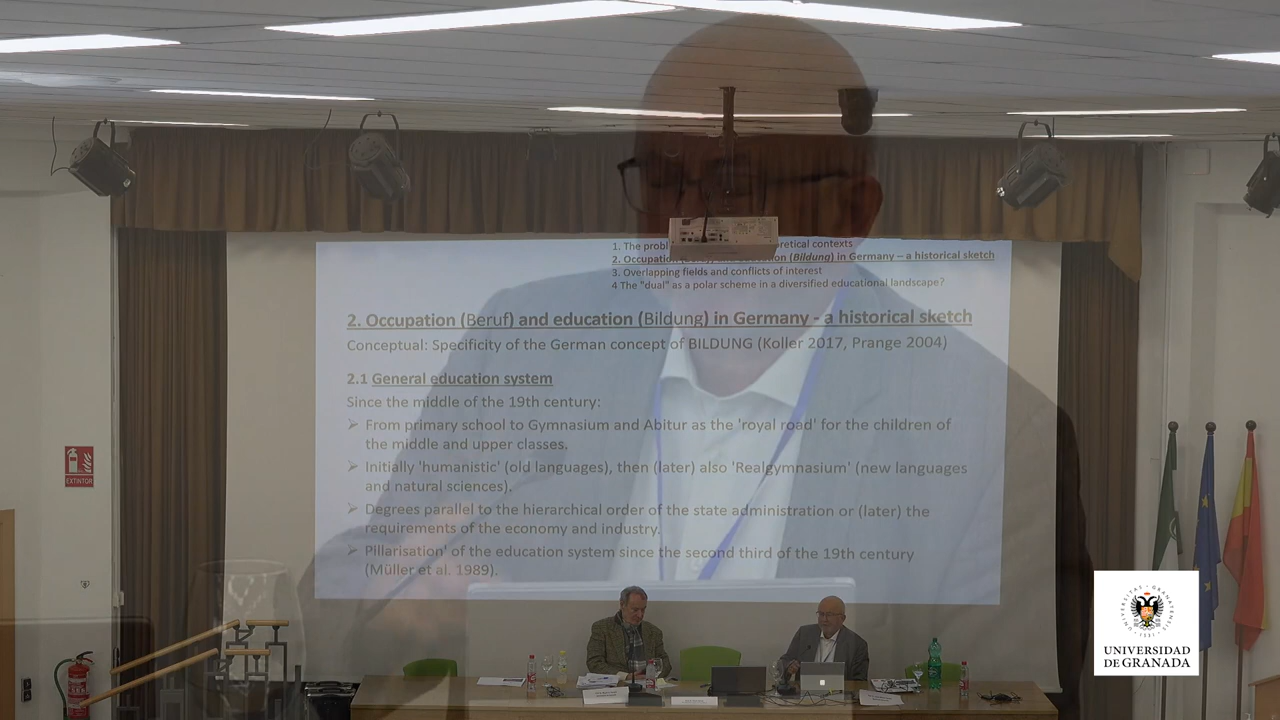 1. The probl retical contexts
2. Occupation (Beruf) and education (Bildung) in Germany – a historical sketch
3. Overlapping fields and conflicts of interest
4 The "dual" as a polar scheme in a diversified educational landscape?
2. Occupation (Beruf) and education (Bildung) in Germany - a historical sketch
Conceptual: Specificity of the German concept of BILDUNG (Koller 2017, Prange 2004)
2.1 General education system
Since the middle of the 19th century:
➢ From primary school to Gymnasium and Abitur as the 'royal road' for the children of
the middle and upper classes.
➢ Initially 'humanistic' (old languages), then (later) also 'Realgymnasium' (new languages
and natural sciences).
➢ Degrees parallel to the hierarchical order of the state administration or (later) the
requirements of the economy and industry.
➢ Pillarisation' of the education system since the second third of the 19th century
(Müller et al. 1989).
EXTINTOR
UNIVERSITAS GRANATENSIS
1531
UNIVERSIDAD
DE GRANADA